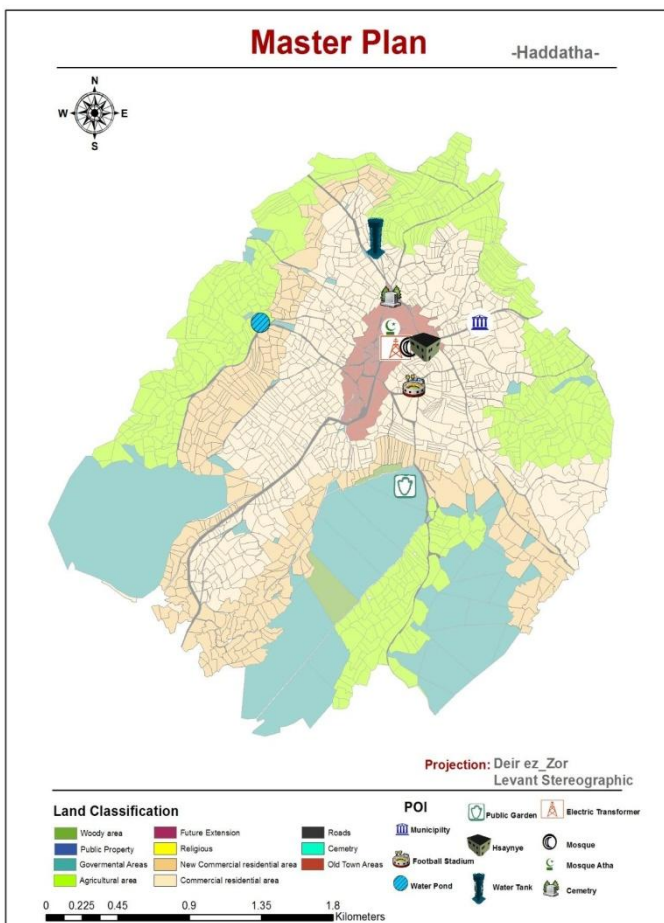 Master Plan
-Haddatha-
N
W E
S
Projection: Deir ez_Zor
Levant Stereographic
Land Classification
Woody area
Public Property
Govermental Areas
Agricultural area
Future Extension
Religious
New Commercial residential area
Commercial residential area
Roads
Cemetry
Old Town Areas
POI
Municiplity
Football Stadium
Water Pond
Public Garden
Hsaynye
Water Tank
Electric Transformer
Mosque
Mosque Atha
Cemetry
0 0.225 0.45 0.9 1.35 1.8
Kilometers